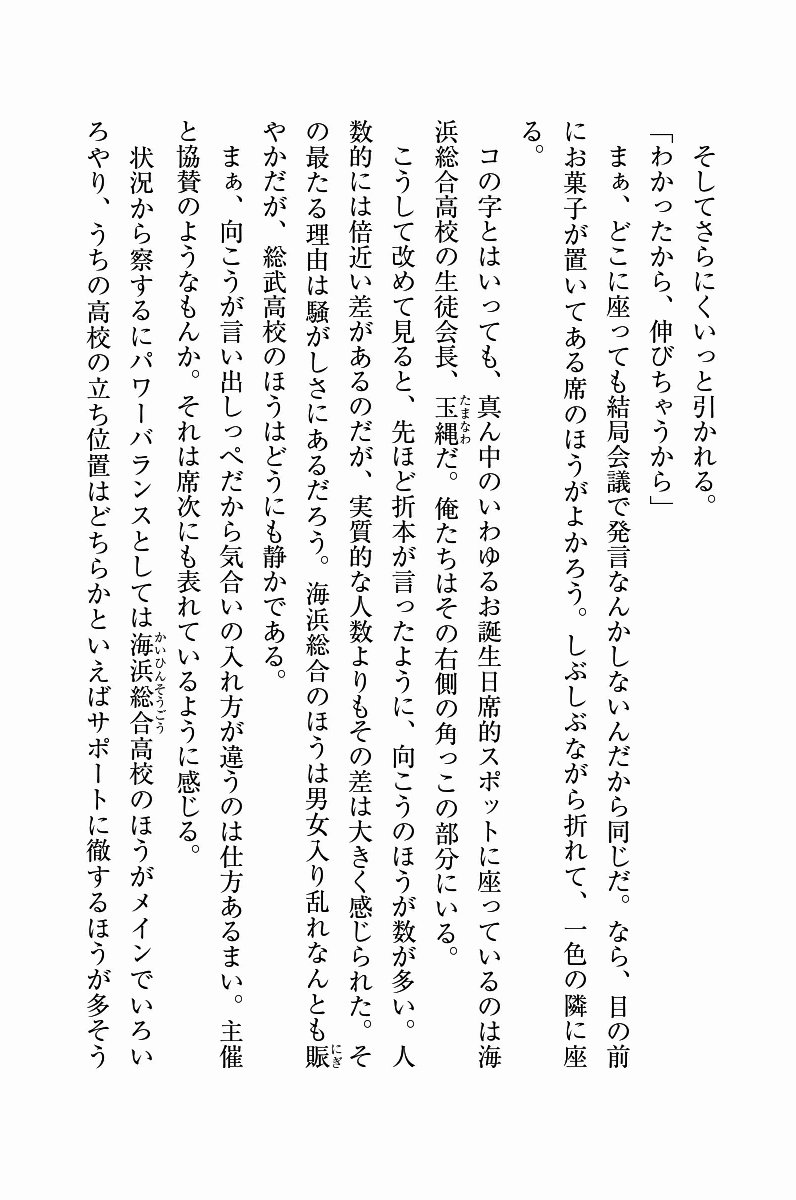 そしてさらにくいっと引かれる。
「わかったから、伸びちゃうから」
まぁ、どこに座っても結局会議で発言なんかしないんだから同じだ。なら、目の前
にお菓子が置いてある席のほうがよかろう。しぶしぶながら折れて、一色の隣に座
る。
コの字とはいっても、真ん中のいわゆるお誕生日席的スポットに座っているのは海
浜総合高校の生徒会長、玉縄だ。俺たちはその右側の角っこの部分にいる。
こうして改めて見ると、先ほど折本が言ったように、向こうのほうが数が多い。人
数的には倍近い差があるのだが、実質的な人数よりもその差は大きく感じられた。そ
の最たる理由は騒がしさにあるだろう。海浜総合のほうは男女入り乱れなんとも賑
やかだが、総武高校のほうはどうにも静かである。
まぁ、向こうが言い出しっぺだから気合いの入れ方が違うのは仕方あるまい。主催
と協賛のようなもんか。それは席次にも表れているように感じる。
状況から察するにパワーバランスとしては海浜総合高校のほうがメインでいろい
ろやり、うちの高校の立ち位置はどちらかといえばサポートに徹するほうが多そう